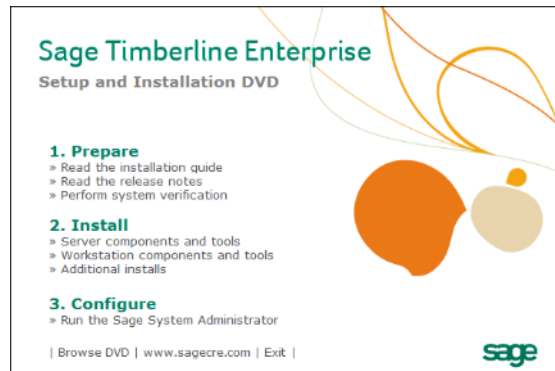 Sage Timberline Enterprise
Setup and Installation DVD
1. Prepare
» Read the installation guide
» Read the release notes
» Perform system verification
2. Install
» Server components and tools
» Workstation components and tools
» Additional installs
3. Configure
» Run the Sage System Administrator
| Browse DVD | www.sagecre.com | Exit |
sage